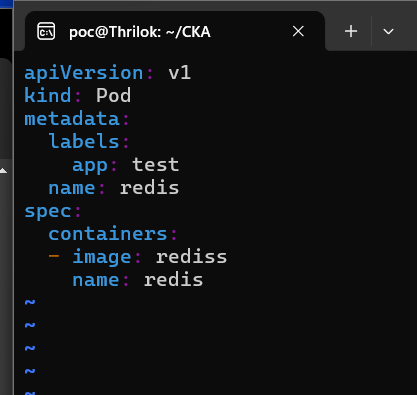 poc@Thrilok: ~/CKA
apiVersion: v1
kind: Pod
metadata:
  labels:
    app: test
  name: redis
spec:
  containers:
  - image: rediss
    name: redis
~
~
~
~
~